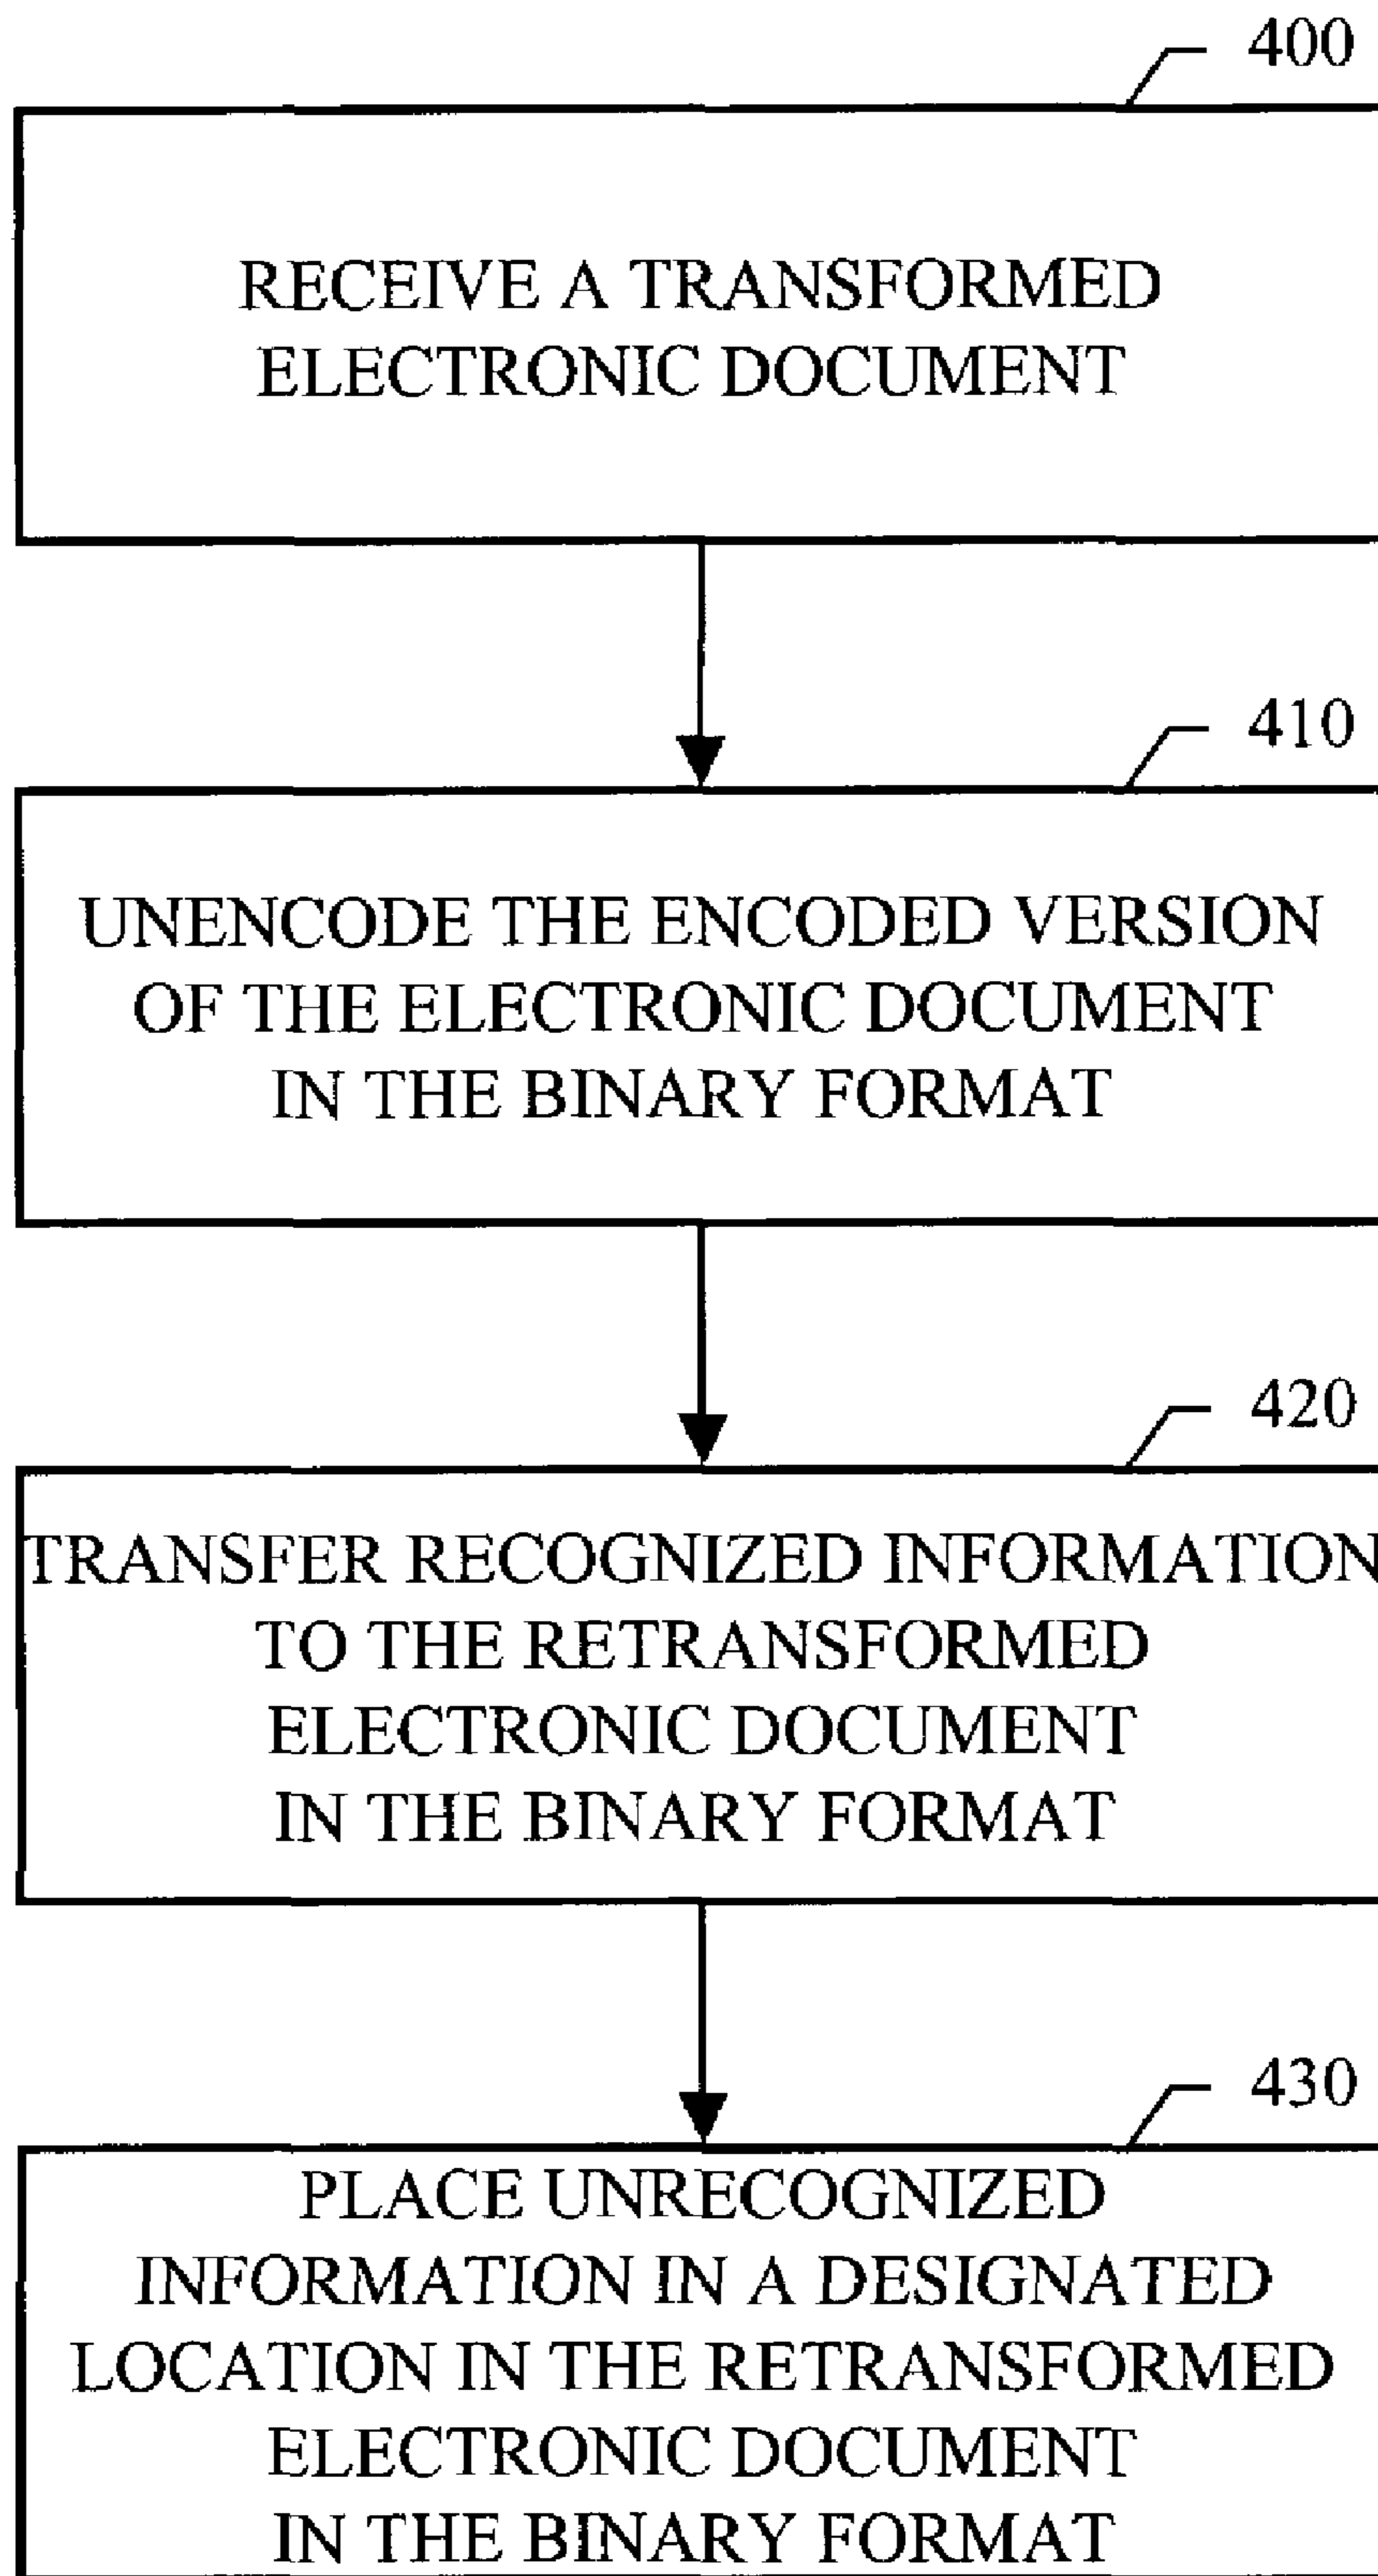 400
RECEIVE A TRANSFORMED
ELECTRONIC DOCUMENT
410
UNENCODE THE ENCODED VERSION
OF THE ELECTRONIC DOCUMENT
IN THE BINARY FORMAT
420
TRANSFER RECOGNIZED INFORMATION
TO THE RETRANSFORMED
ELECTRONIC DOCUMENT
IN THE BINARY FORMAT
430
PLACE UNRECOGNIZED
INFORMATION IN A DESIGNATED
LOCATION IN THE RETRANSFORMED
ELECTRONIC DOCUMENT
IN THE BINARY FORMAT